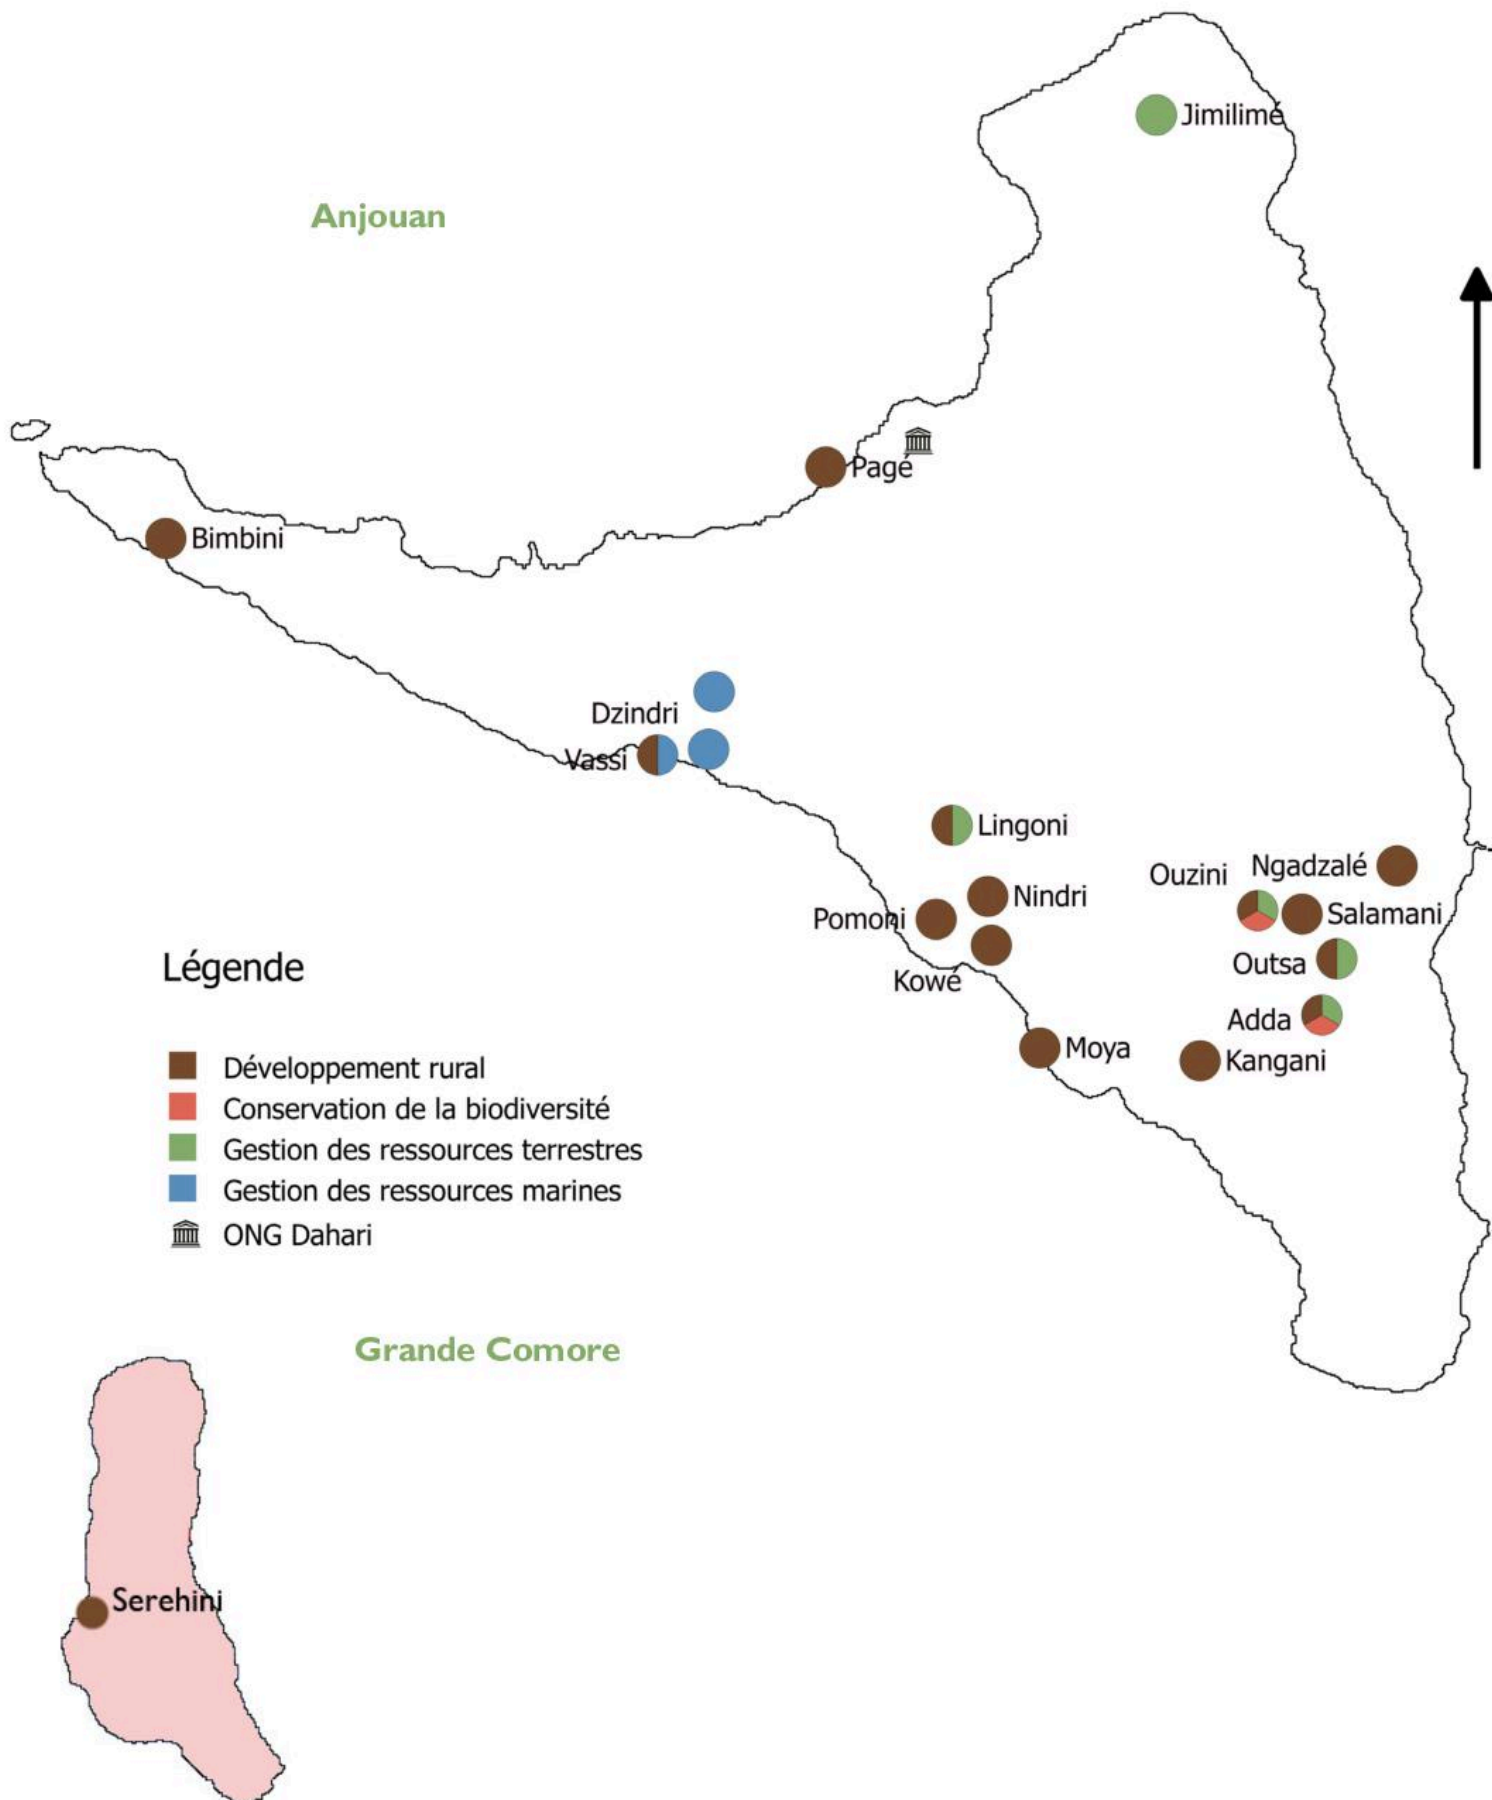 Jimilimé
Anjouan
Pagé
Bimbini
Dzindri
Vassi
Lingoni
Ouzini
Ngadzalé
Nindri
Pomoni
Salamani
Outsa
Kowé
Adda
Moya
Kangani
Légende
Développement rural
Conservation de la biodiversité
Gestion des ressources terrestres
Gestion des ressources marines
ONG Dahari
Grande Comore
Serehini